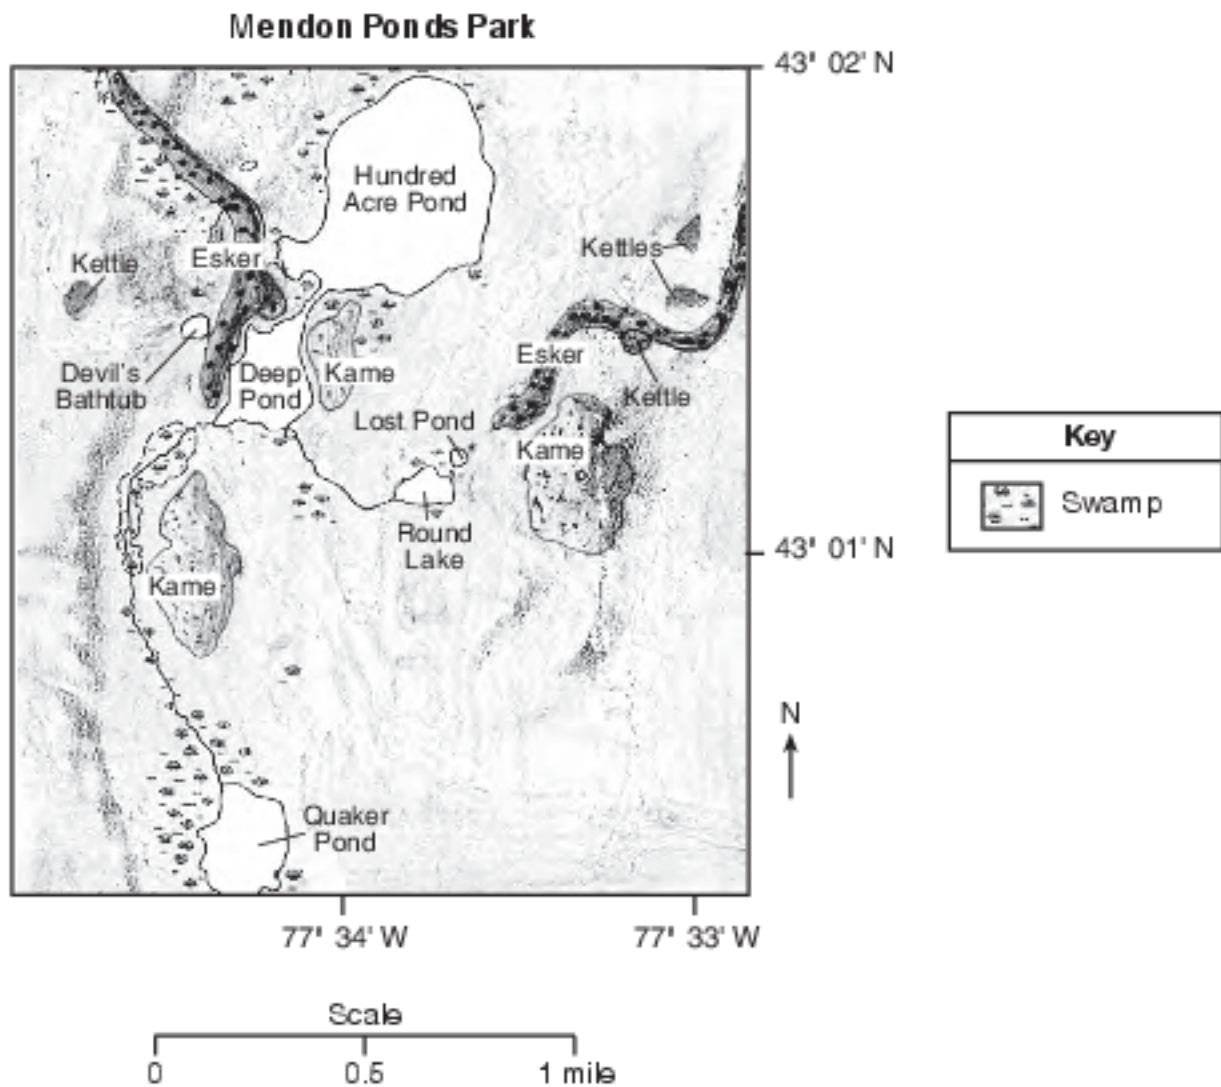 Mendon Ponds Park
43° 02' N
Hundred
Acre Pond
Kettles
Esker
Kettle
Esker
Devil's
Bathtub
Deep
Pond
Kame
Kettle
Lost Pond
Kame
Key
Swamp
Round
Lake
43° 01' N
Kame
N
Quaker
Pond
77° 34' W
77° 33' W
Scale
0
0.5
1 mile